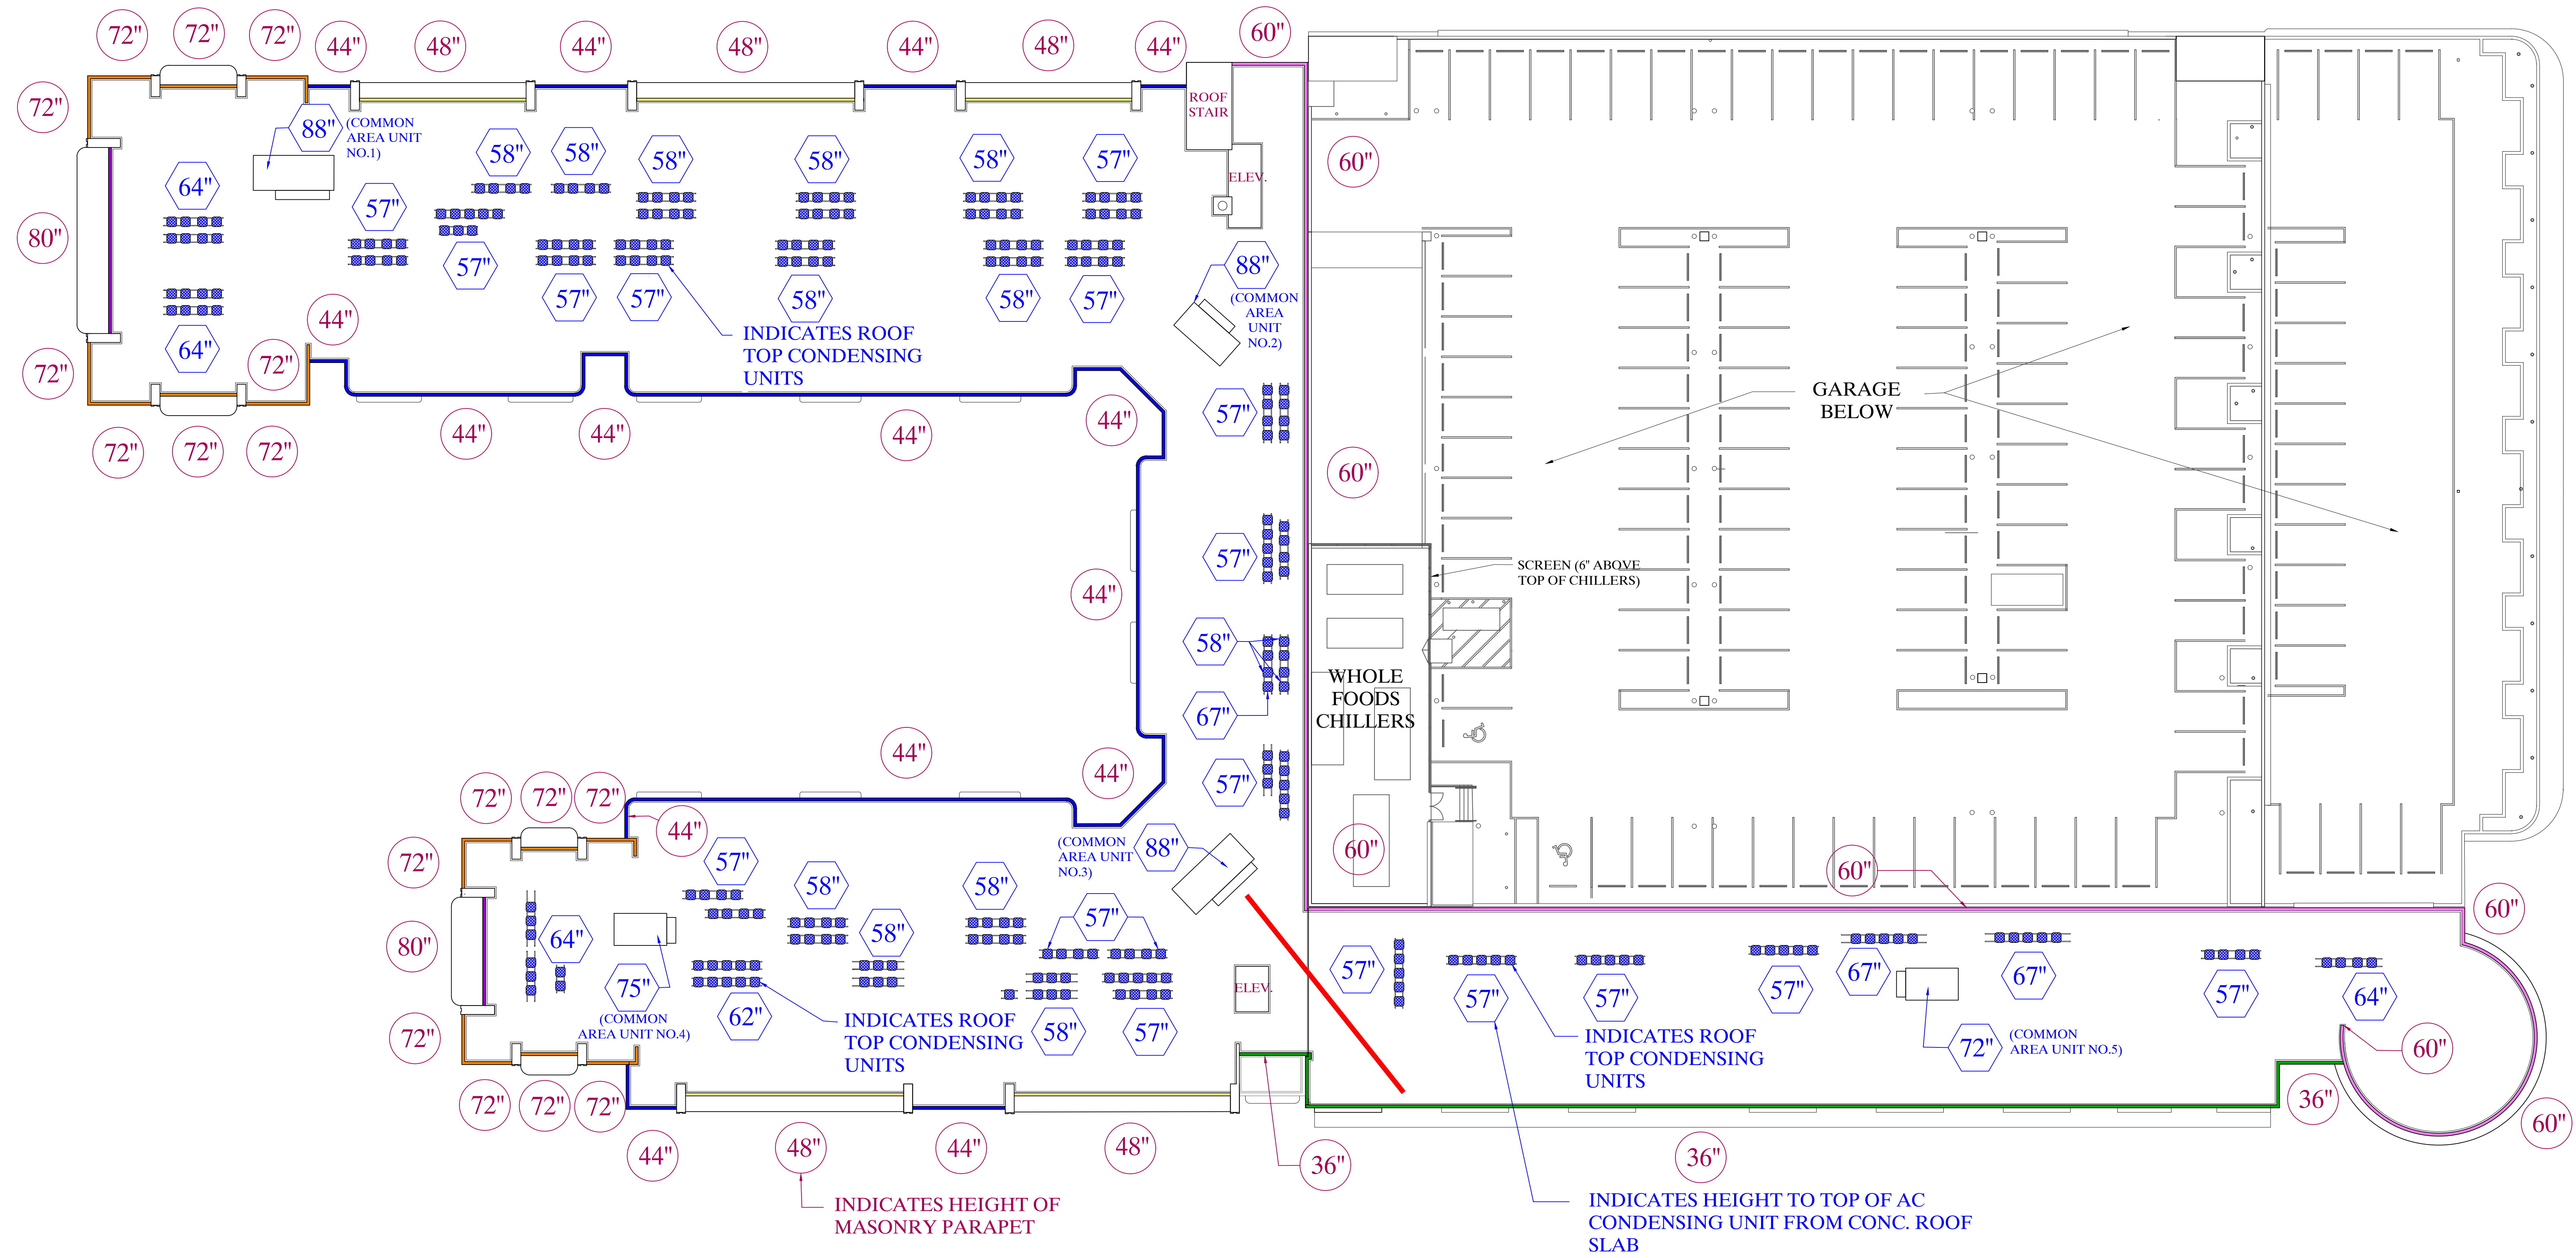 72" 72" 72" 44" 48" 44" 48" 44" 48" 44" 60"
72"
88"
(COMMON
AREA UNIT
NO.1)
ROOF
STAIR
58" 58" 58" 58" 58" 57"
60"
64"
57"
ELEV.
80"
57"
57" 57" 58" 58" 57"
88"
(COMMON
AREA
UNIT
NO.2)
44"
INDICATES ROOF
TOP CONDENSING
UNITS
64"
72"
72"
GARAGE
BELOW
57"
72" 72" 72" 44" 44" 44" 44"
60"
57"
SCREEN (6" ABOVE
TOP OF CHILLERS)
44"
58"
67"
WHOLE
FOODS
CHILLERS
44"
44"
57"
72" 72" 72"
44"
72"
57"
(COMMON
AREA UNIT
NO.3)
88"
60"
60"
58"
58"
57"
60"
80"
64"
58"
57"
67"
67"
75"
(COMMON
AREA UNIT NO.4)
62"
INDICATES ROOF
TOP CONDENSING
UNITS
58"
57"
ELEV.
57"
57"
57"
57"
64"
72"
INDICATES ROOF
TOP CONDENSING
UNITS
72"
(COMMON
AREA UNIT NO.5)
60"
72" 72" 72"
36"
60"
44" 48" 44" 48"
36"
36"
INDICATES HEIGHT OF
MASONRY PARAPET
INDICATES HEIGHT TO TOP OF AC
CONDENSING UNIT FROM CONC. ROOF
SLAB